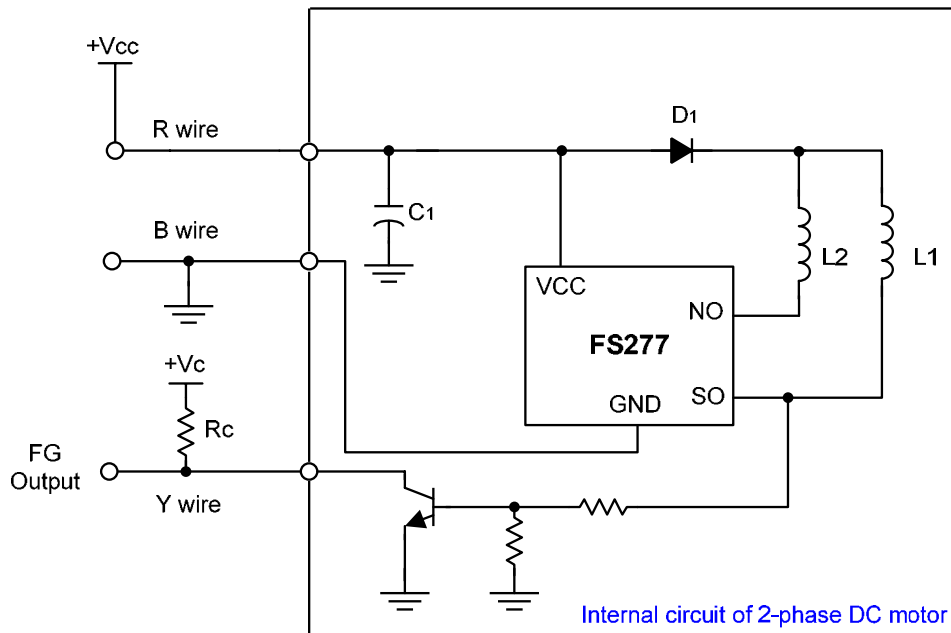 +Vcc
R wire
D1
C1
B wire
L2
L1
VCC
NO
FS277
+Vc
SO
GND
Rc
FG
Output
Y wire
Internal circuit of 2-phase DC motor